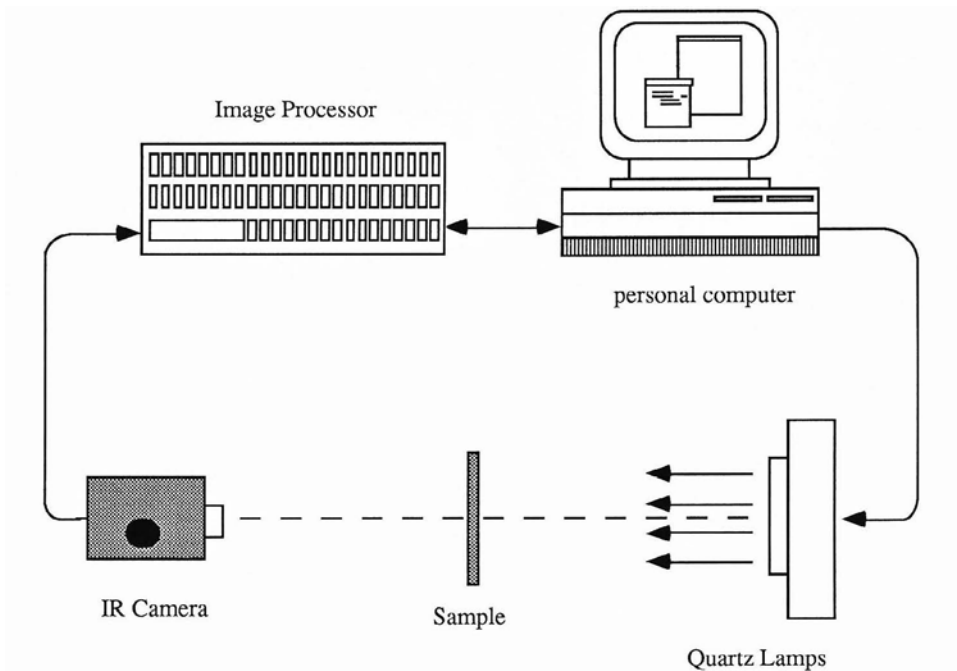 Image Processor
personal computer
IR Camera
Sample
Quartz Lamps